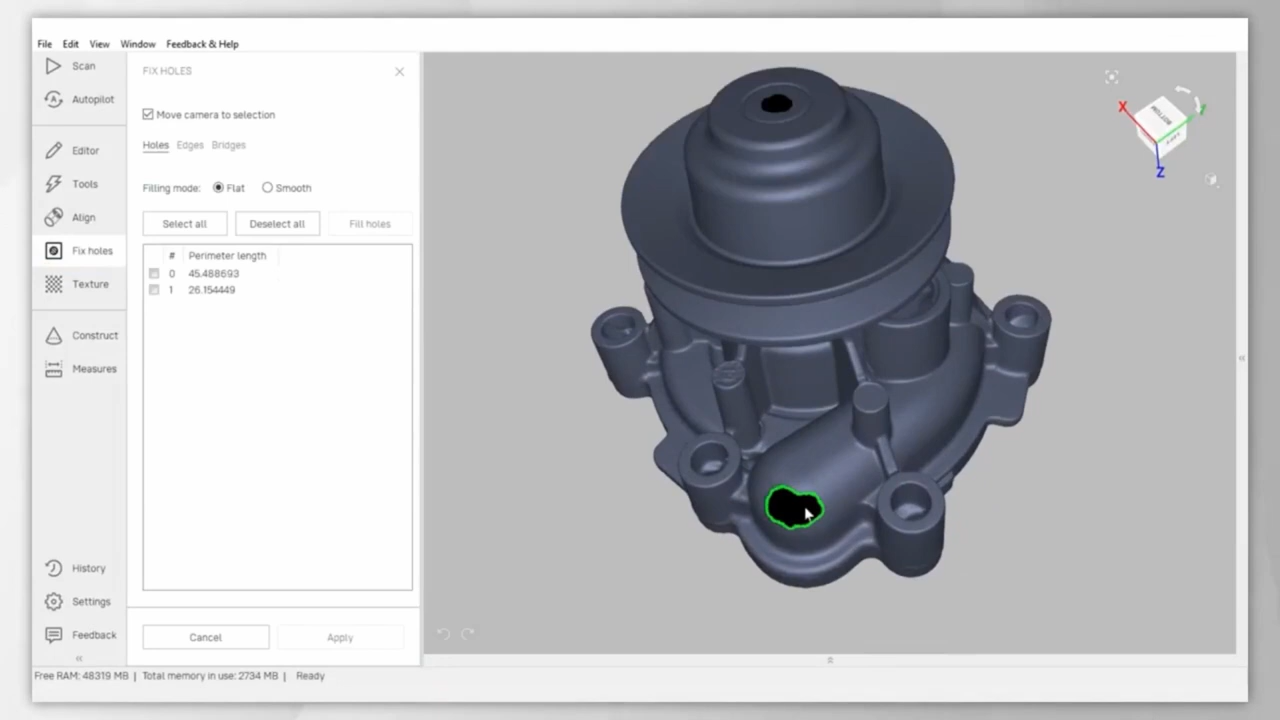 File Edit View Window Feedback & Help
Scan
Autopilot
Editor
Tools
Align
Fix holes
Texture
Construct
Measures
History
Settings
Feedback
FIX HOLES
Move camera to selection
Holes Edges Bridges
Filling mode: Flat Smooth
Select all Deselect all Fill holes
# Perimeter length
0 45.488693
1 26.154449
Cancel Apply
X
Z
BOTTOM
Free RAM: 48319 MB | Total memory in use: 2734 MB | Ready